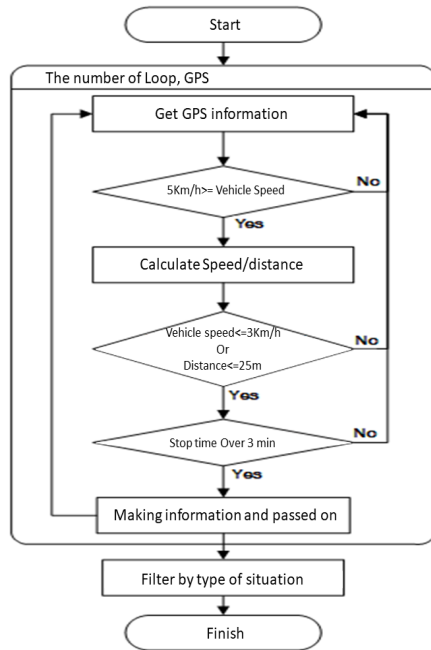 Start
The number of Loop, GPS
Get GPS information
5Km/h>= Vehicle Speed
No
Yes
Calculate Speed/distance
Vehicle speed<=3Km/h
Or
Distance<=25m
No
Yes
Stop time Over 3 min
No
Yes
Making information and passed on
Filter by type of situation
Finish